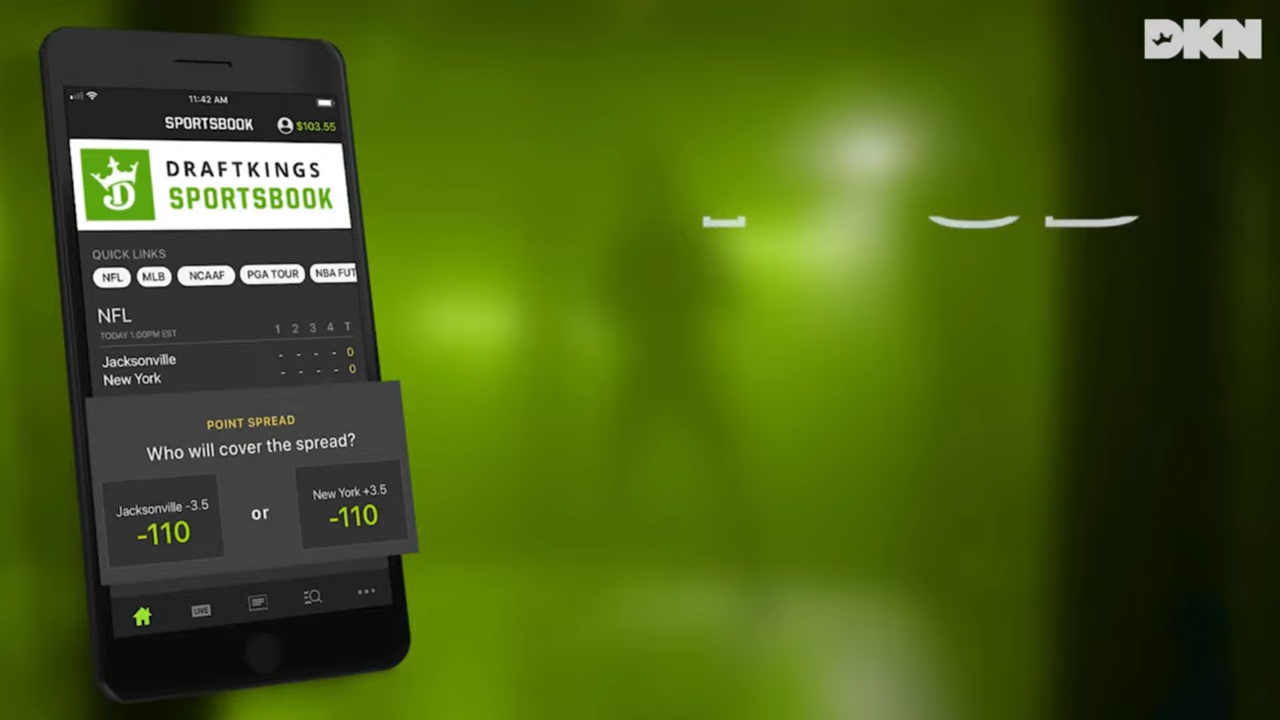 DKN
11:42 AM
SPORTSBOOK $103.55
DRAFTKINGS
SPORTSBOOK
QUICK LINKS
NFL MLB NCAAF PGA TOUR NBA FUT
NFL
TODAY 1:00PM EST 1 2 3 4 T
Jacksonville - - - - 0
New York - - - - 0
POINT SPREAD
Who will cover the spread?
Jacksonville -3.5 or New York +3.5
-110 -110
LIVE